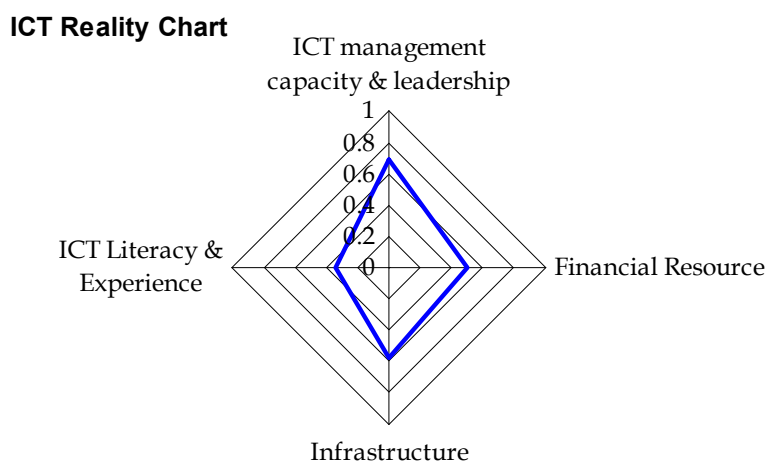 ICT Reality Chart
ICT management
capacity & leadership
1
0.8
0.6
0.4
0.2
0
ICT Literacy &
Experience
Financial Resource
Infrastructure